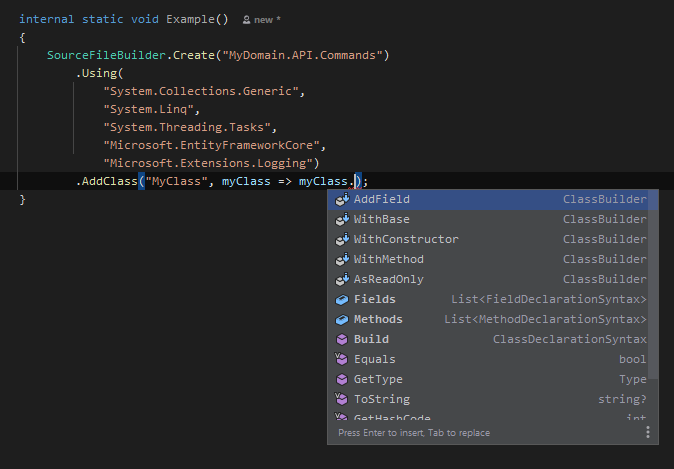 internal static void Example() new *
{
SourceFileBuilder.Create("MyDomain.API.Commands")
.Using(
"System.Collections.Generic",
"System.Linq",
"System.Threading.Tasks",
"Microsoft.EntityFrameworkCore",
"Microsoft.Extensions.Logging")
.AddClass("MyClass", myClass => myClass.);
}
AddField ClassBuilder
WithBase ClassBuilder
WithConstructor ClassBuilder
WithMethod ClassBuilder
AsReadOnly ClassBuilder
Fields List<FieldDeclarationSyntax>
Methods List<MethodDeclarationSyntax>
Build ClassDeclarationSyntax
Equals bool
GetType Type
ToString string?
GetHashCode int
Press Enter to insert, Tab to replace